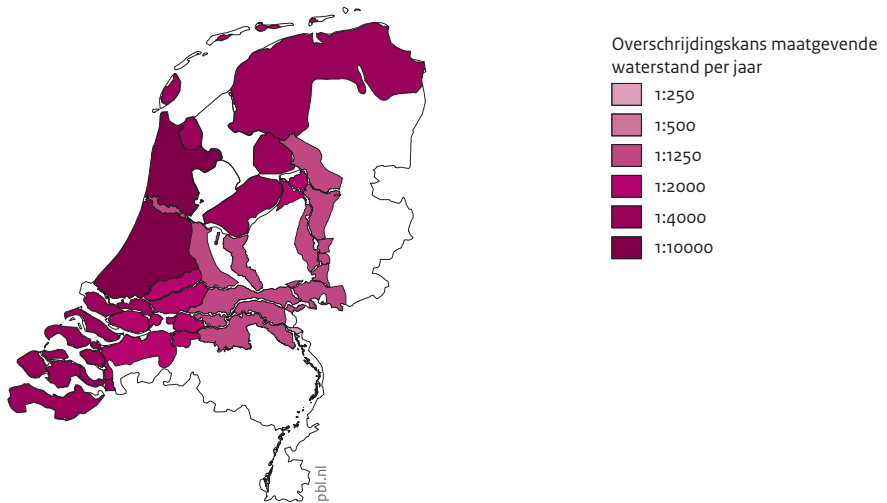 Overschrijdingskans maatgevende
waterstand per jaar
1:250
1:500
1:1250
1:2000
1:4000
1:10000
pbl.nl